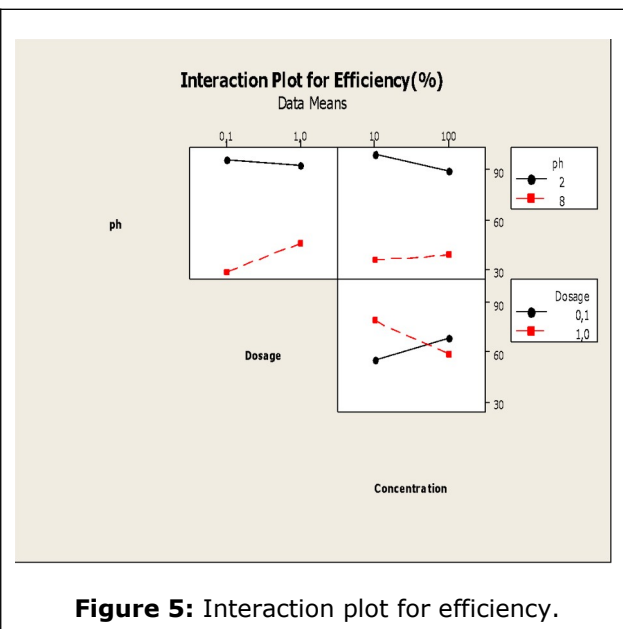 Interaction Plot for Efficiency(%)
Data Means
0,1 1,0 10 100
ph
90
60
30
ph
2
8
Dosage
90
60
30
Dosage
0,1
1,0
Concentration
Figure 5: Interaction plot for efficiency.